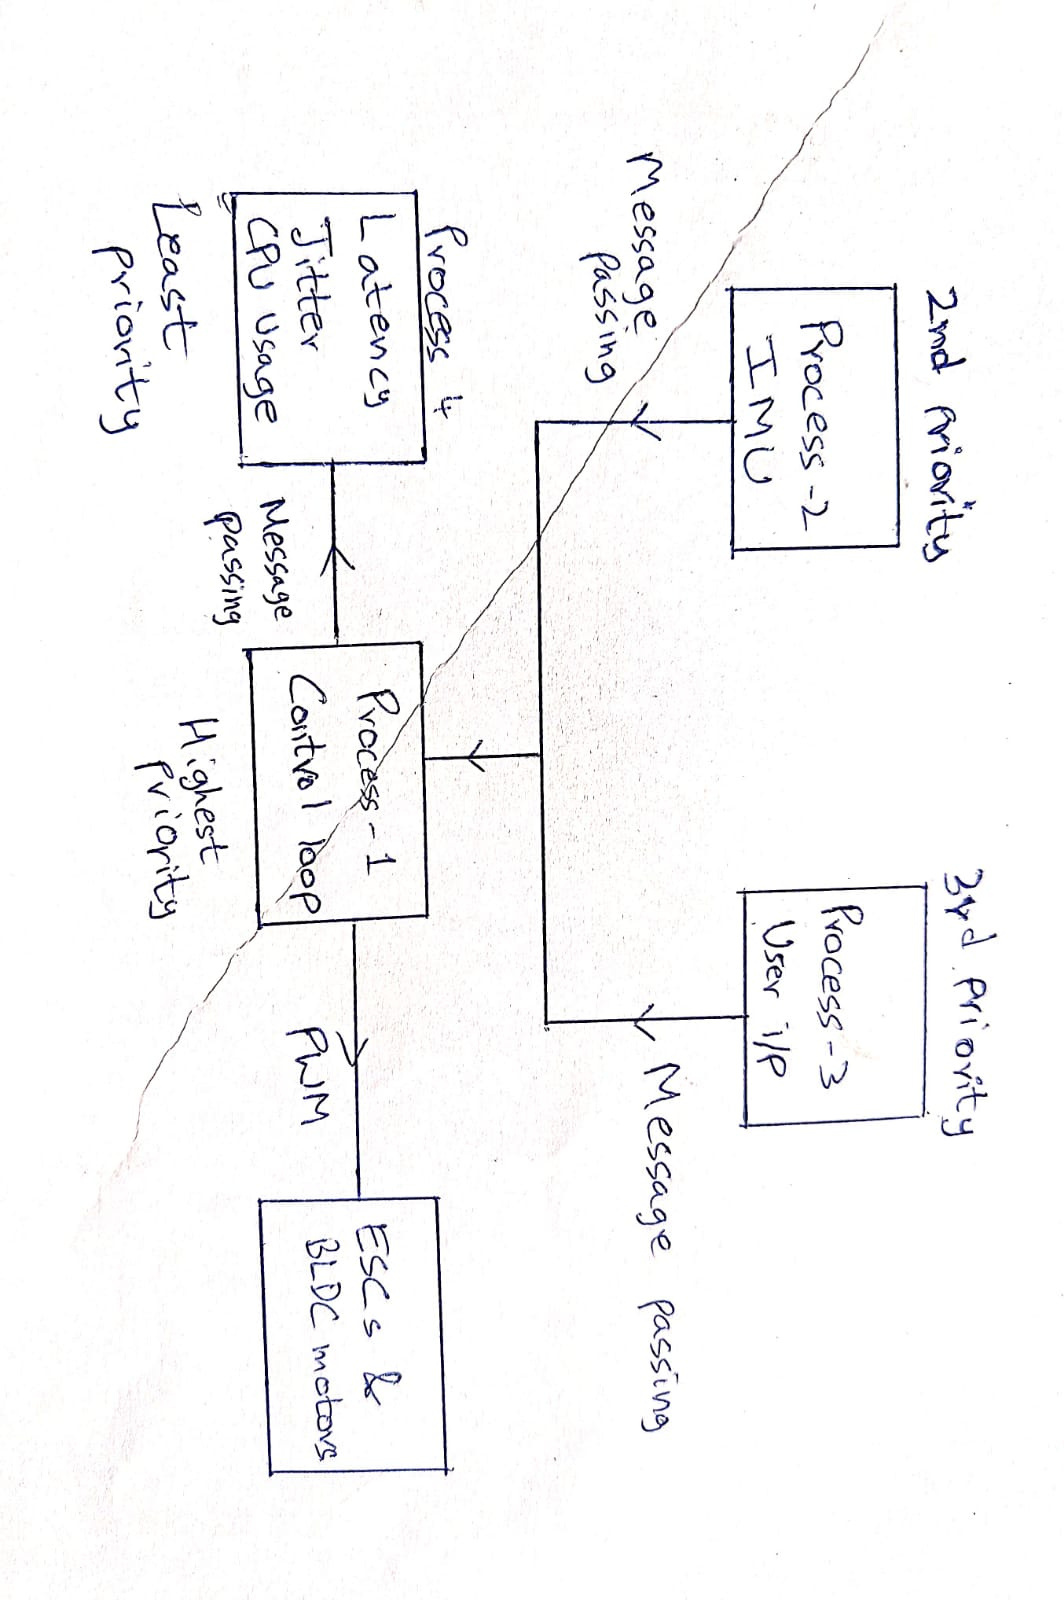 2nd Priority
Process-2
IMU
3rd Priority
Process-3
User i/p
Message
Passing
Message passing
Process 4
Latency
Jitter
CPU Usage
Least
Priority
Message
Passing
Process-1
Control loop
Highest
Priority
PWM
ESCs &
BLDC motors